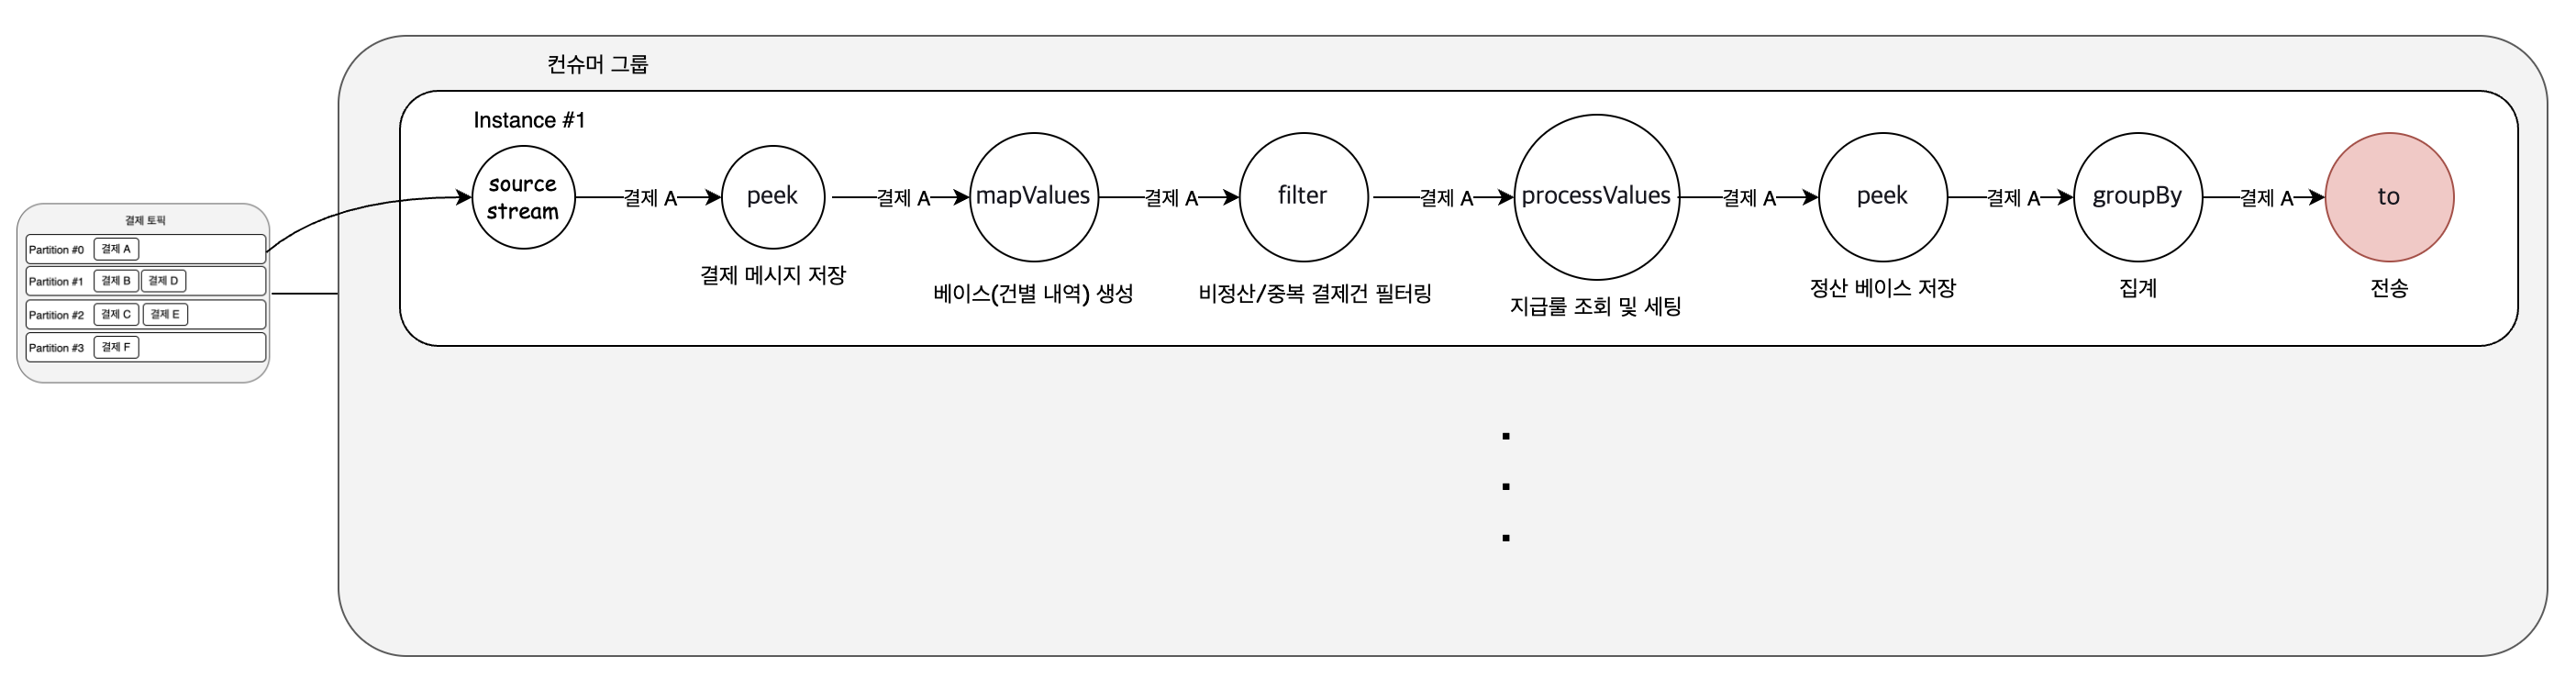 컨슈머 그룹
Instance #1
source
stream
결제 A
peek
결제 A
mapValues
결제 A
filter
결제 A
processValues
결제 A
peek
결제 A
groupBy
결제 A
to
결제 메시지 저장
베이스(건별 내역) 생성
비정산/중복 결제건 필터링
지급룰 조회 및 세팅
정산 베이스 저장
집계
전송
결제 토픽
Partition #0 결제 A
Partition #1 결제 B 결제 D
Partition #2 결제 C 결제 E
Partition #3 결제 F